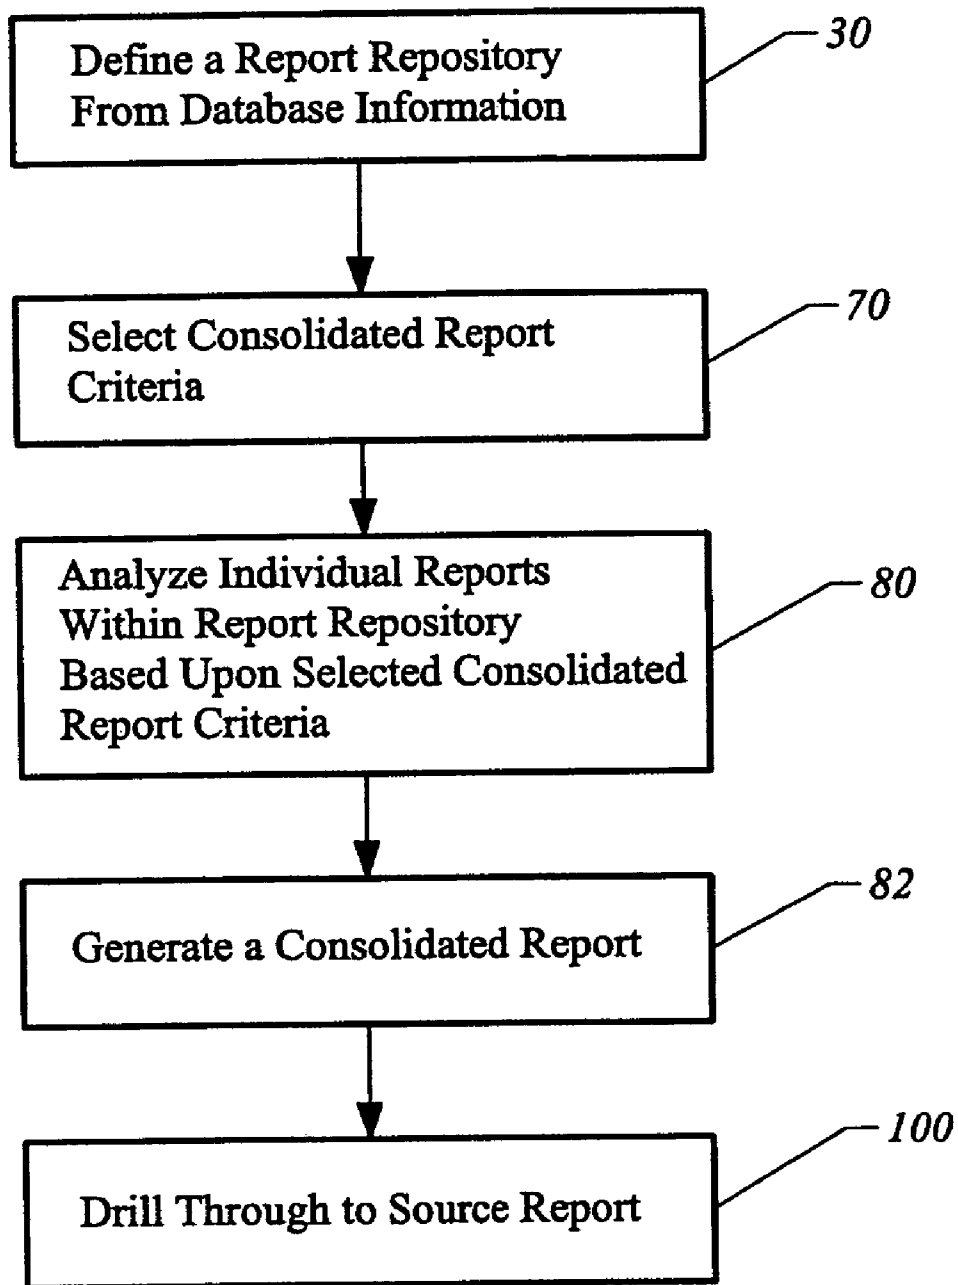 Define a Report Repository
From Database Information
30
Select Consolidated Report
Criteria
70
Analyze Individual Reports
Within Report Repository
Based Upon Selected Consolidated
Report Criteria
80
Generate a Consolidated Report
82
Drill Through to Source Report
100